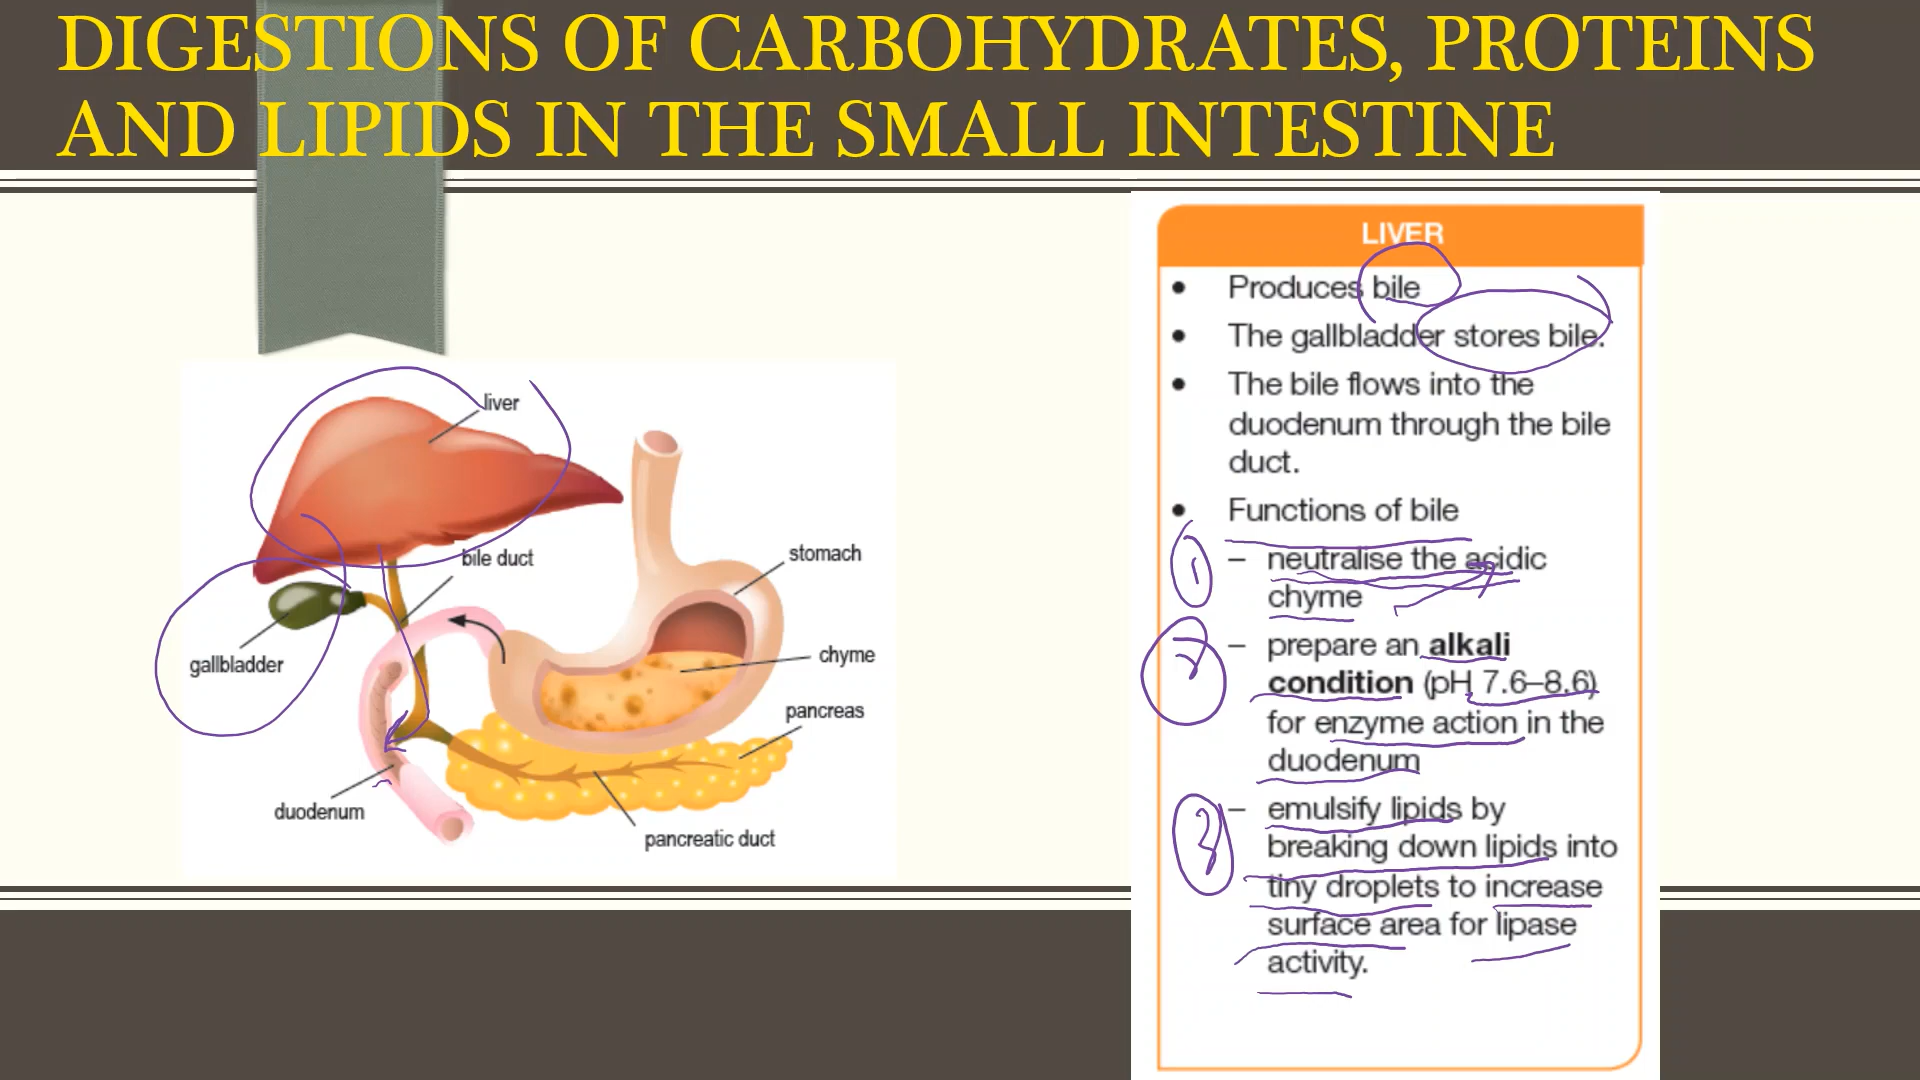 DIGESTIONS OF CARBOHYDRATES, PROTEINS
AND LIPIDS IN THE SMALL INTESTINE
liver
bile duct
stomach
gallbladder
chyme
pancreas
duodenum
pancreatic duct
LIVER
• Produces bile
• The gallbladder stores bile.
• The bile flows into the
duodenum through the bile
duct.
• Functions of bile
1
– neutralise the acidic
chyme
2
– prepare an alkali
condition (pH 7.6–8.6)
for enzyme action in the
duodenum
3
– emulsify lipids by
breaking down lipids into
tiny droplets to increase
surface area for lipase
activity.